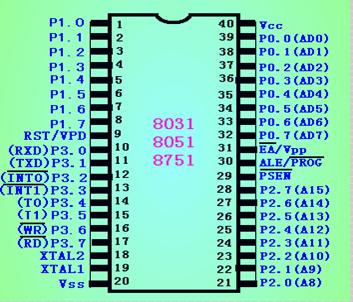 P1.0 1 40 Vcc
P1.1 2 39 P0.0(AD0)
P1.2 3 38 P0.1(AD1)
P1.3 4 37 P0.2(AD2)
P1.4 5 36 P0.3(AD3)
P1.5 6 35 P0.4(AD4)
P1.6 7 34 P0.5(AD5)
P1.7 8 33 P0.6(AD6)
RST/VPD 9 32 P0.7(AD7)
(RXD)P3.0 10 31 EA/Vpp
(TXD)P3.1 11 30 ALE/PROG
(INT0)P3.2 12 29 PSEN
(INT1)P3.3 13 28 P2.7(A15)
(T0)P3.4 14 27 P2.6(A14)
(T1)P3.5 15 26 P2.5(A13)
(WR)P3.6 16 25 P2.4(A12)
(RD)P3.7 17 24 P2.3(A11)
XTAL2 18 23 P2.2(A10)
XTAL1 19 22 P2.1(A9)
Vss 20 21 P2.0(A8)
8031
8051
8751